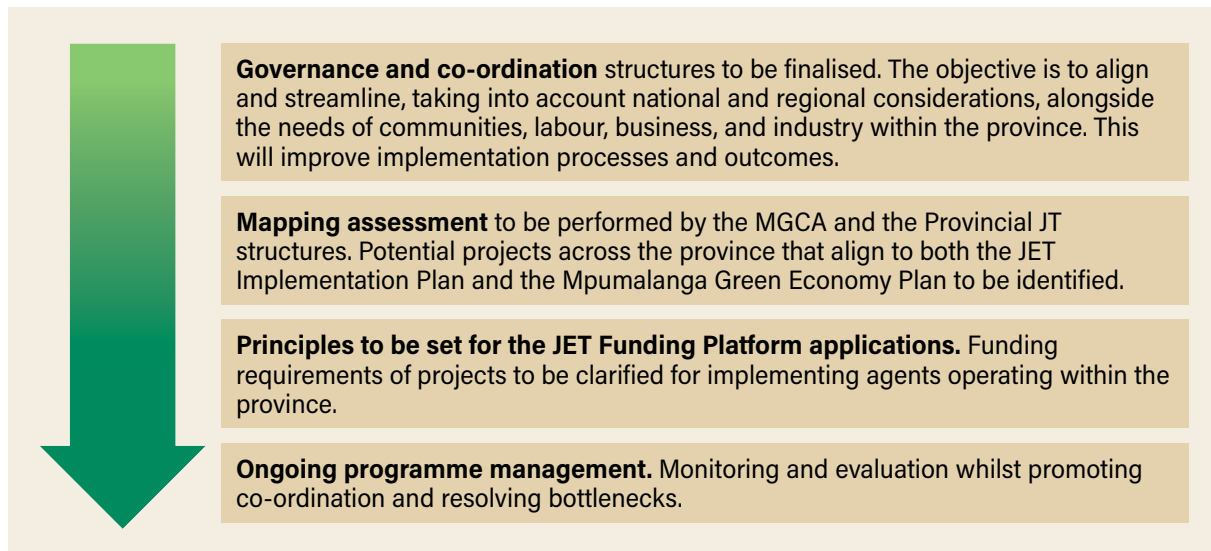 Governance and co-ordination structures to be finalised. The objective is to align
and streamline, taking into account national and regional considerations, alongside
the needs of communities, labour, business, and industry within the province. This
will improve implementation processes and outcomes.
Mapping assessment to be performed by the MGCA and the Provincial JT
structures. Potential projects across the province that align to both the JET
Implementation Plan and the Mpumalanga Green Economy Plan to be identified.
Principles to be set for the JET Funding Platform applications. Funding
requirements of projects to be clarified for implementing agents operating within the
province.
Ongoing programme management. Monitoring and evaluation whilst promoting
co-ordination and resolving bottlenecks.